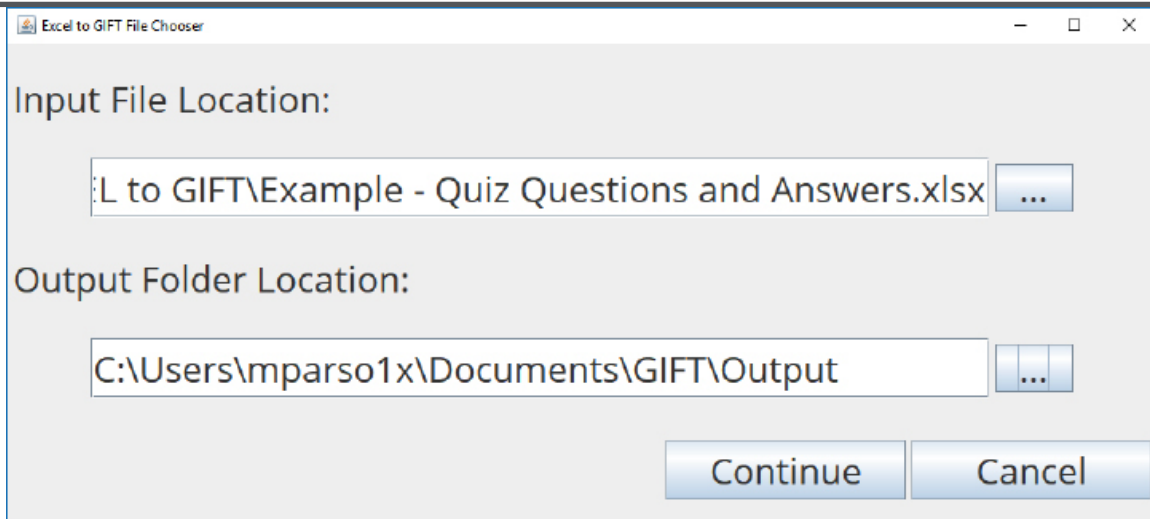 Excel to GIFT File Chooser
Input File Location:
L to GIFT\Example - Quiz Questions and Answers.xlsx
...
Output Folder Location:
C:\Users\mparso1x\Documents\GIFT\Output
...
Continue Cancel